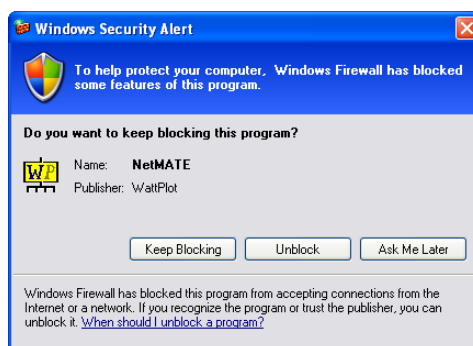 Windows Security Alert
To help protect your computer, Windows Firewall has blocked
some features of this program.
Do you want to keep blocking this program?
WP
Name: NetMATE
Publisher: WattPlot
Keep Blocking Unblock Ask Me Later
Windows Firewall has blocked this program from accepting connections from the
Internet or a network. If you recognize the program or trust the publisher, you can
unblock it. When should I unblock a program?